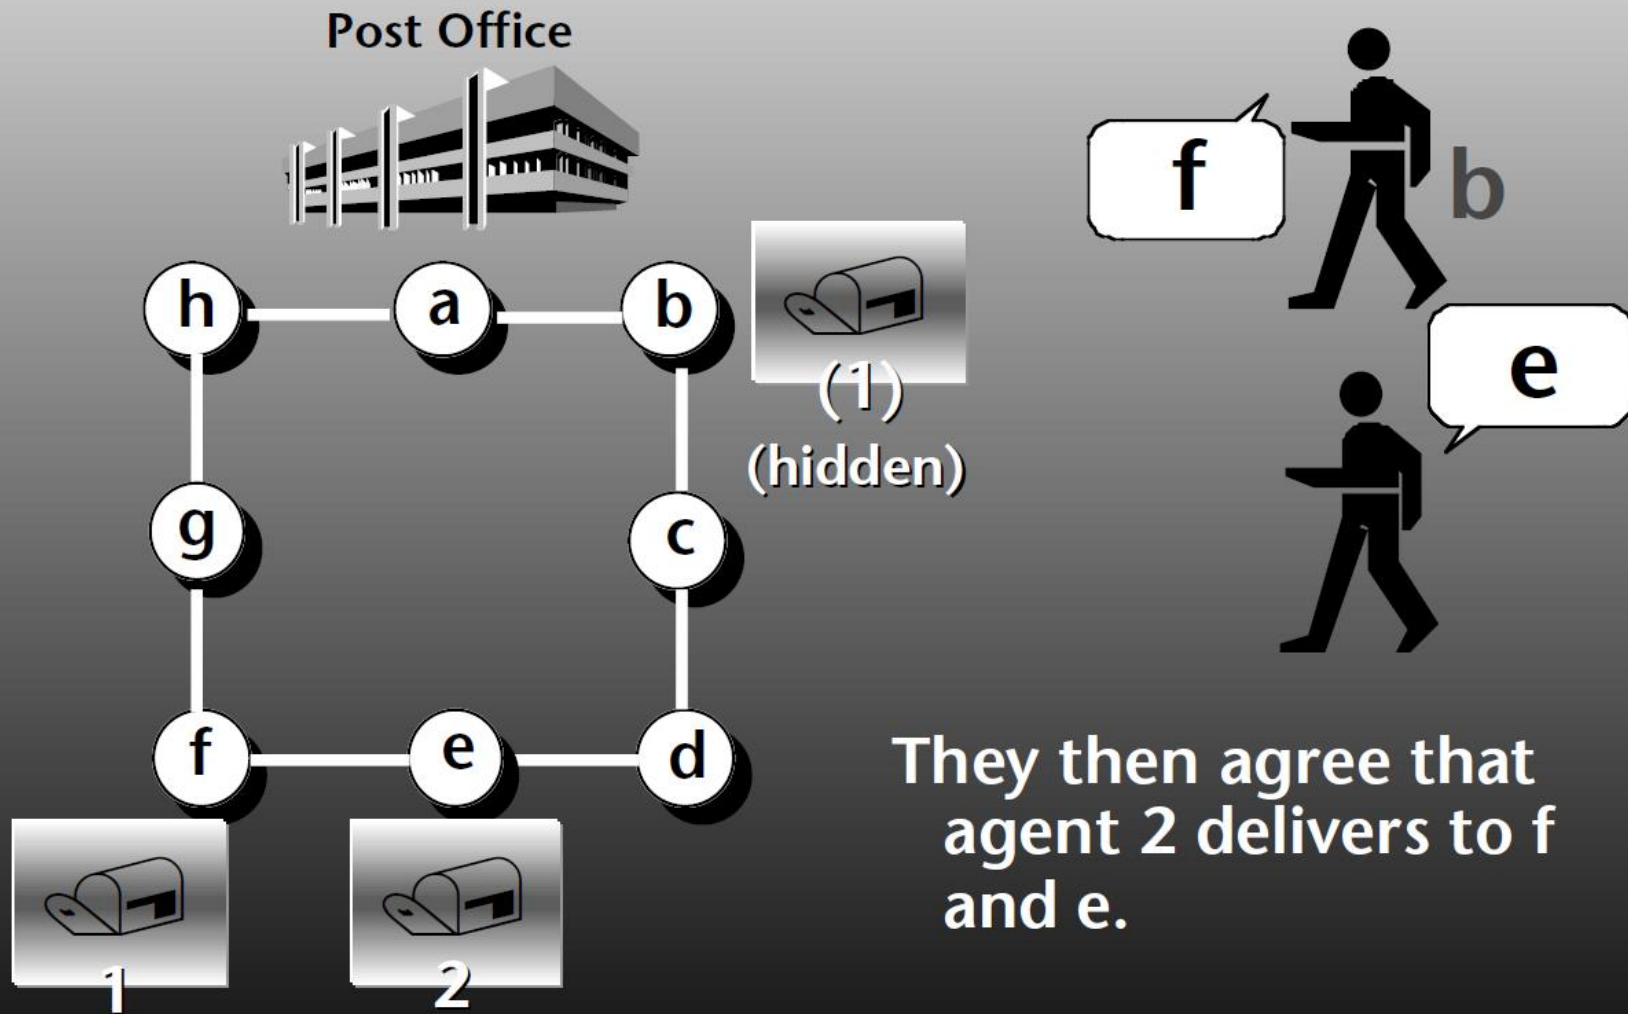 Post Office
f
b
h
a
b
(1)
(hidden)
e
g
c
f
e
d
They then agree that
agent 2 delivers to f
and e.
1
2